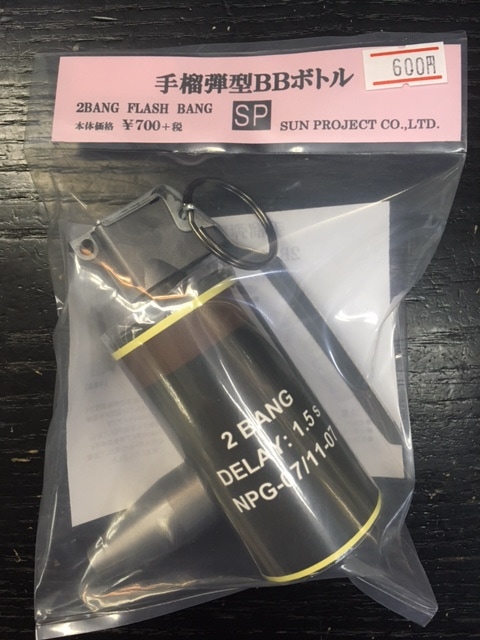 600円
手榴弾型BBボトル
2BANG FLASH BANG
本体価格 ¥700+税
SP
SUN PROJECT CO.,LTD.
2 BANG
DELAY: 1.5 s
NPG-07/11-07